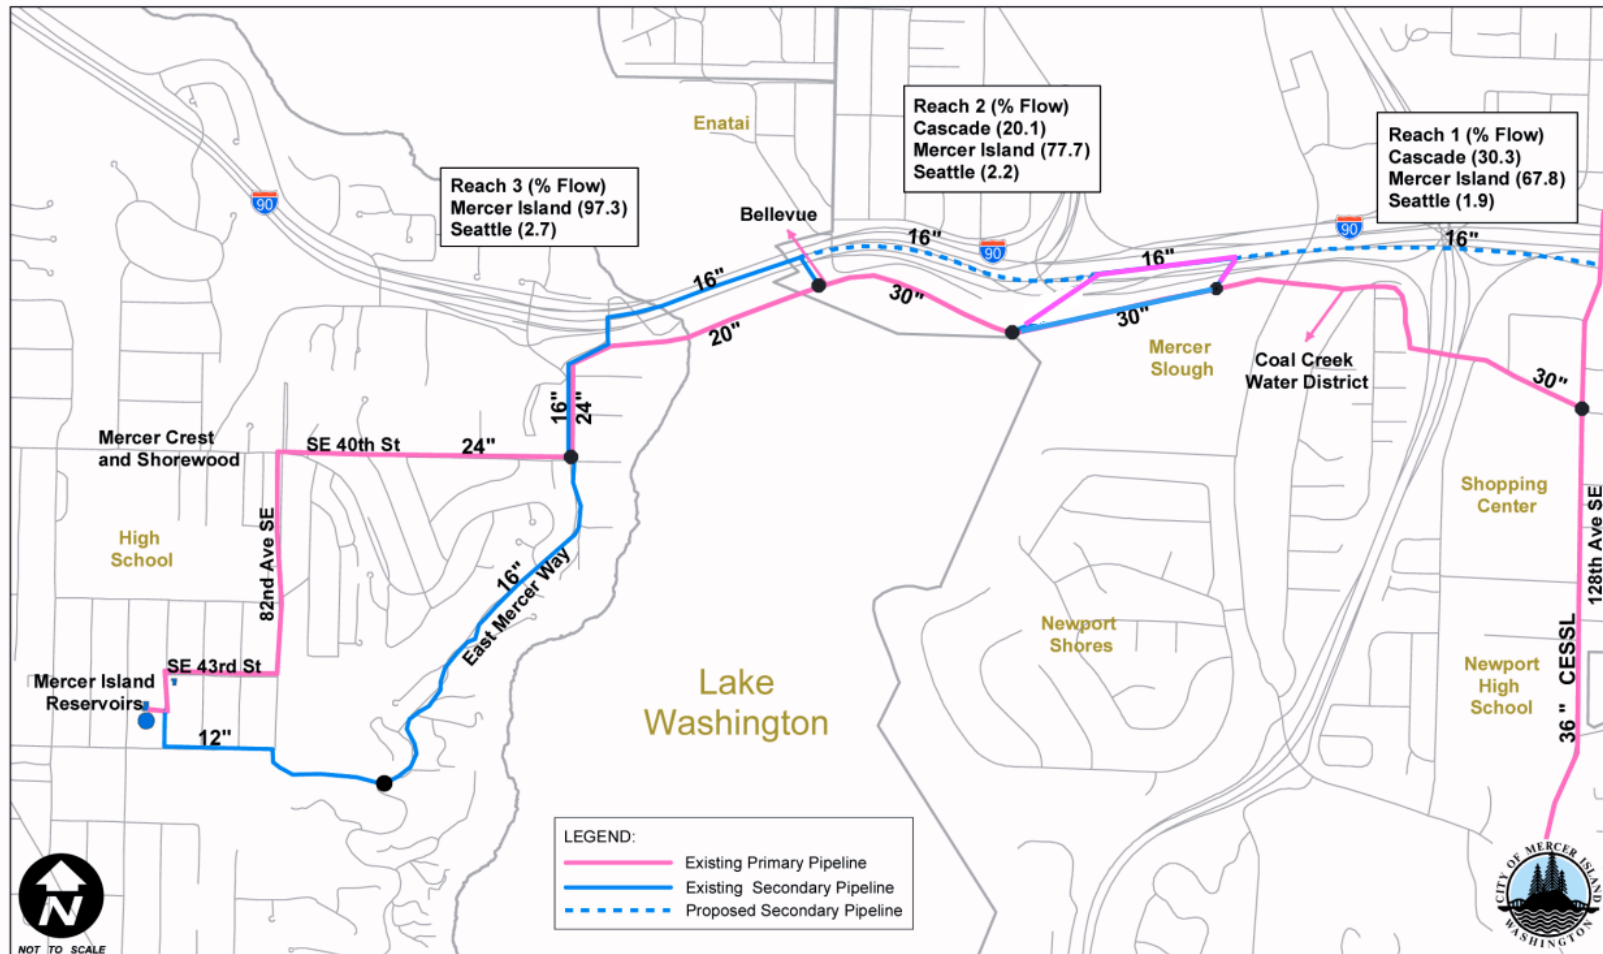 Enatai
Reach 2 (% Flow)
Cascade (20.1)
Mercer Island (77.7)
Seattle (2.2)
Reach 1 (% Flow)
Cascade (30.3)
Mercer Island (67.8)
Seattle (1.9)
Reach 3 (% Flow)
Mercer Island (97.3)
Seattle (2.7)
90
Bellevue
90
90
16"
16"
16"
16"
30"
30"
20"
Mercer
Slough
Coal Creek
Water District
30"
16"
24"
Mercer Crest
and Shorewood
SE 40th St
24"
High
School
82nd Ave SE
16"
East Mercer Way
Shopping
Center
128th Ave SE
Newport
Shores
SE 43rd St
Mercer Island
Reservoirs
12"
Lake
Washington
Newport
High
School
36 " CESSL
LEGEND:
Existing Primary Pipeline
Existing Secondary Pipeline
Proposed Secondary Pipeline
N
NOT TO SCALE
CITY OF MERCER ISLAND
WASHINGTON